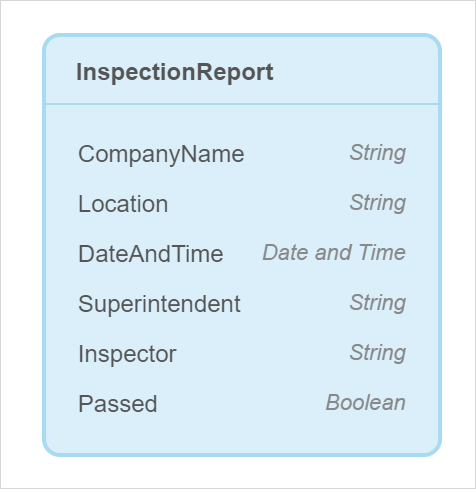 InspectionReport
CompanyName String
Location String
DateAndTime Date and Time
Superintendent String
Inspector String
Passed Boolean